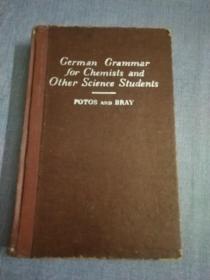 German Grammar
for Chemists and
Other Science Students
POTOS AND BRAY